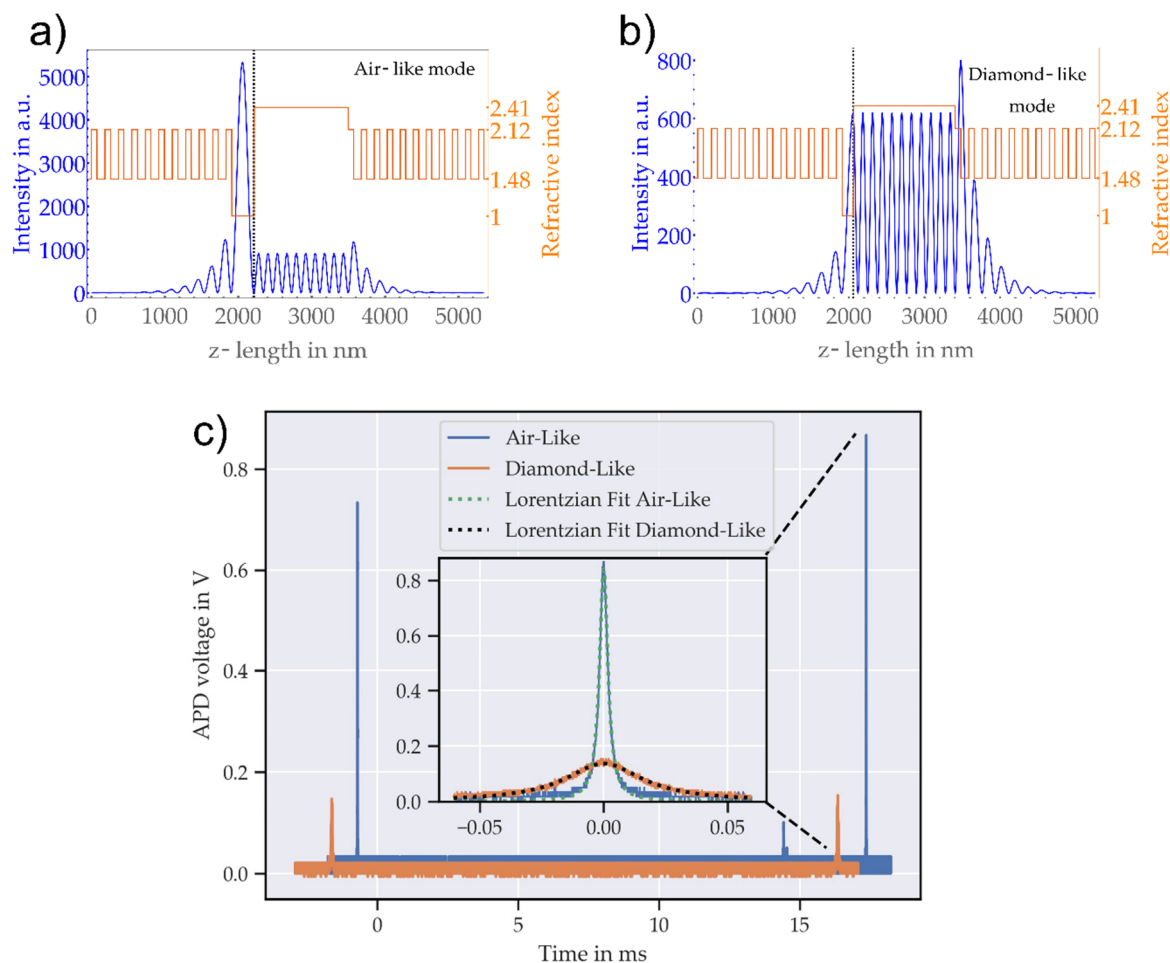 a)
Air-like mode
Intensity in a.u.
5000
4000
3000
2000
1000
0
2.41
2.12
1.48
1
Refractive index
0 1000 2000 3000 4000 5000
z- length in nm
b)
Diamond-like
mode
Intensity in a.u.
800
600
400
200
0
2.41
2.12
1.48
1
Refractive index
0 1000 2000 3000 4000 5000
z- length in nm
c)
Air-Like
Diamond-Like
Lorentzian Fit Air-Like
Lorentzian Fit Diamond-Like
APD voltage in V
0.8
0.6
0.4
0.2
0.0
0.8
0.6
0.4
0.2
0.0
−0.05 0.00 0.05
0 5 10 15
Time in ms